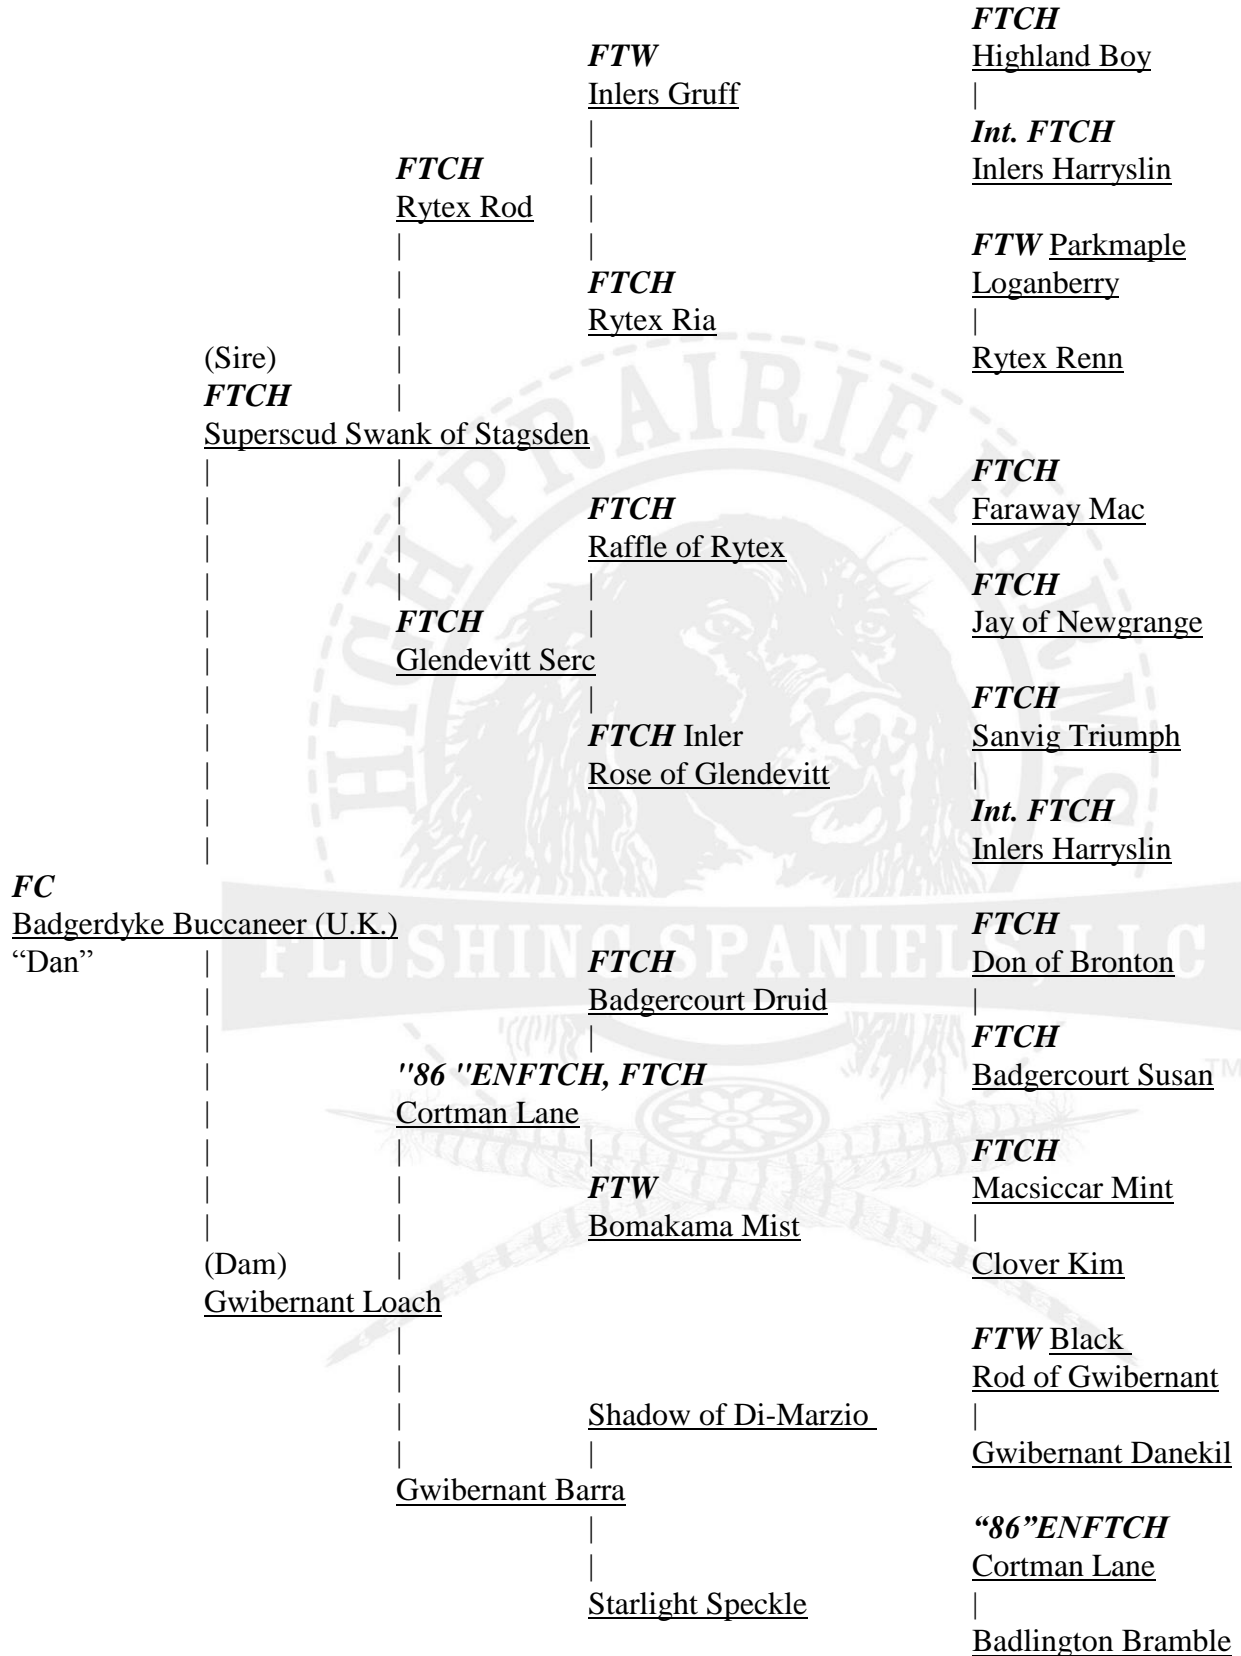 FTCH
Highland Boy
FTW
Inlers Gruff
Int. FTCH
Inlers Harryslin
FTCH
Rytex Rod
FTW Parkmaple
Loganberry
FTCH
Rytex Ria
Rytex Renn
(Sire)
FTCH
Superscud Swank of Stagsden
FTCH
Faraway Mac
FTCH
Raffle of Rytex
FTCH
Jay of Newgrange
FTCH
Glendevitt Serc
FTCH
Sanvig Triumph
FTCH Inler
Rose of Glendevitt
Int. FTCH
Inlers Harryslin
FC
Badgerdyke Buccaneer (U.K.)
“Dan”
FTCH
Don of Bronton
FTCH
Badgercourt Druid
FTCH
Badgercourt Susan
"86 "ENFTCH, FTCH
Cortman Lane
FTCH
Macsiccar Mint
FTW
Bomakama Mist
Clover Kim
(Dam)
Gwibernant Loach
FTW Black
Rod of Gwibernant
Shadow of Di-Marzio
Gwibernant Danekil
Gwibernant Barra
“86”ENFTCH
Cortman Lane
Starlight Speckle
Badlington Bramble
HIGH PRAIRIE FARMS
FLUSHING SPANIELS, LLC
TM